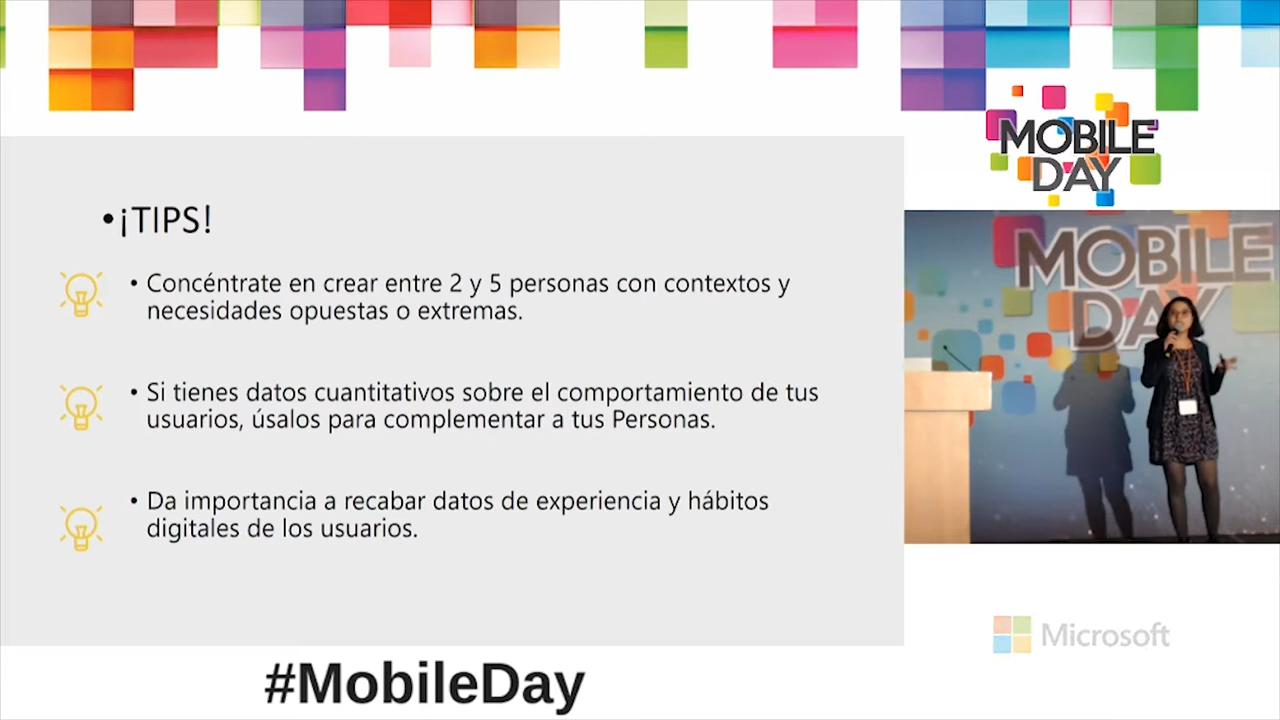 MOBILE
DAY
•¡TIPS!
• Concéntrate en crear entre 2 y 5 personas con contextos y
necesidades opuestas o extremas.
• Si tienes datos cuantitativos sobre el comportamiento de tus
usuarios, úsalos para complementar a tus Personas.
• Da importancia a recabar datos de experiencia y hábitos
digitales de los usuarios.
MOBILE
DAY
Microsoft
#MobileDay